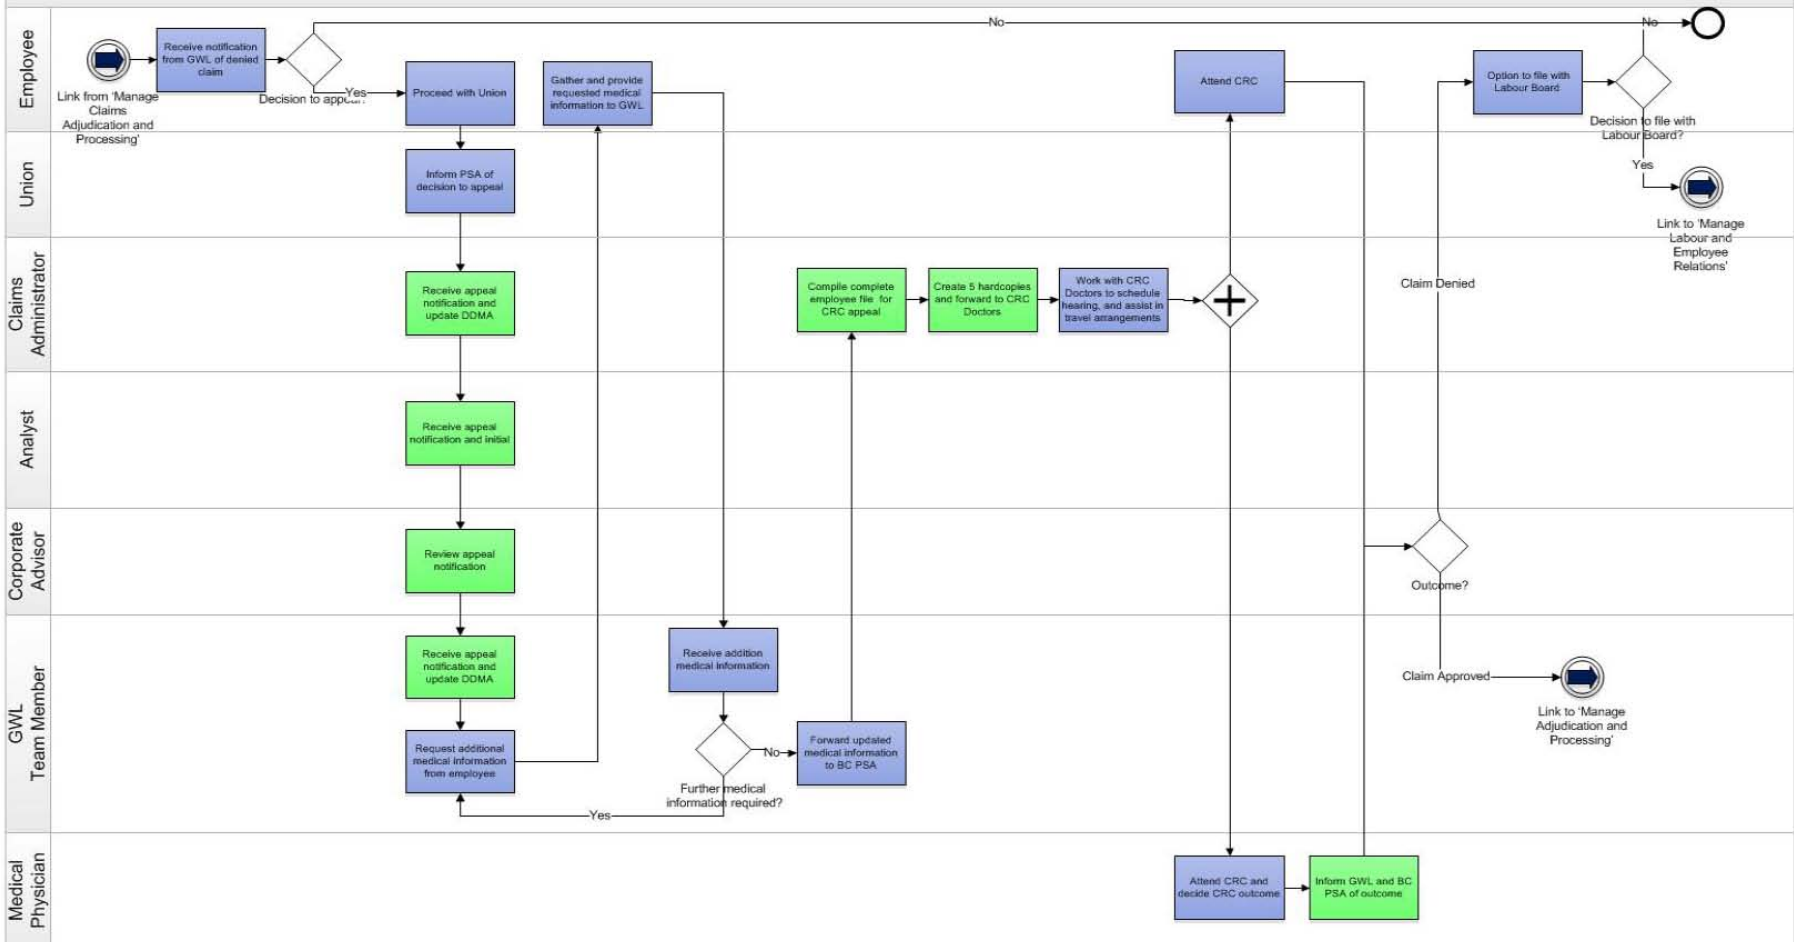 Employee
Link from ‘Manage
Claims
Adjudication and
Processing’
Receive notification
from GWL of denied
claim
Decision to appeal?
No
Yes
Proceed with Union
Gather and provide
requested medical
information to GWL
Attend CRC
Option to file with
Labour Board
No
Decision to file with
Labour Board?
Yes
Union
Inform PSA of
decision to appeal
Link to ‘Manage
Labour and
Employee
Relations’
Claims
Administrator
Receive appeal
notification and
update DDMA
Compile complete
employee file for
CRC appeal
Create 5 hardcopies
and forward to CRC
Doctors
Work with CRC
Doctors to schedule
hearing, and assist in
travel arrangements
Claim Denied
Analyst
Receive appeal
notification and initial
Corporate
Advisor
Review appeal
notification
Outcome?
GWL
Team Member
Receive appeal
notification and
update DDMA
Request additional
medical information
from employee
Receive addition
medical information
Further medical
information required?
Yes
No
Forward updated
medical information
to BC PSA
Claim Approved
Link to ‘Manage
Adjudication and
Processing’
Medical
Physician
Attend CRC and
decide CRC outcome
Inform GWL and BC
PSA of outcome